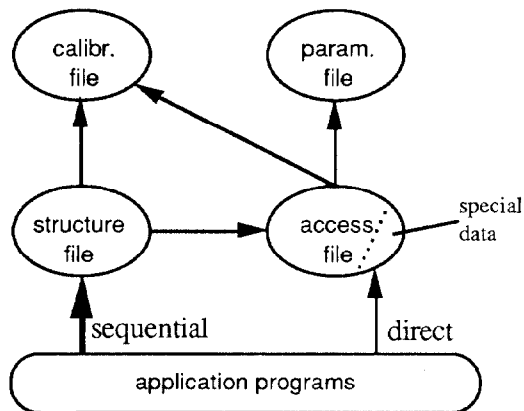 calibr.
file
param.
file
structure
file
access.
file
special
data
sequential
direct
application programs